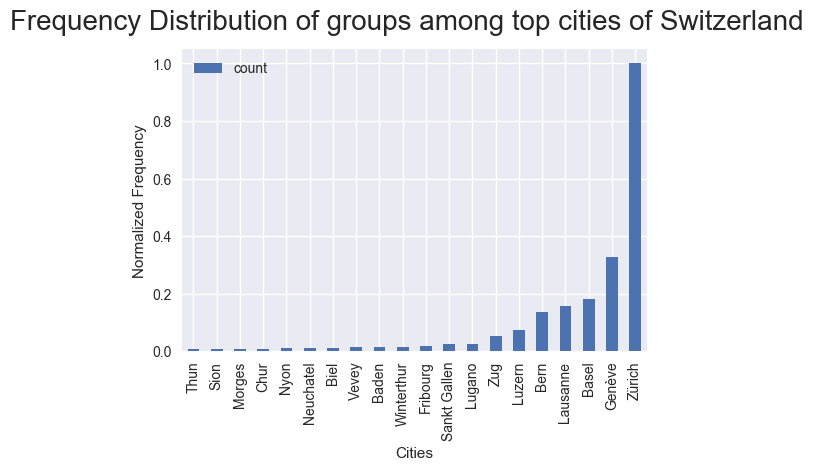 Frequency Distribution of groups among top cities of Switzerland
count
Normalized Frequency
1.0
0.8
0.6
0.4
0.2
0.0
Thun
Sion
Morges
Chur
Nyon
Neuchatel
Biel
Vevey
Baden
Winterthur
Fribourg
Sankt Gallen
Lugano
Zug
Luzern
Bern
Lausanne
Basel
Genève
Zürich
Cities